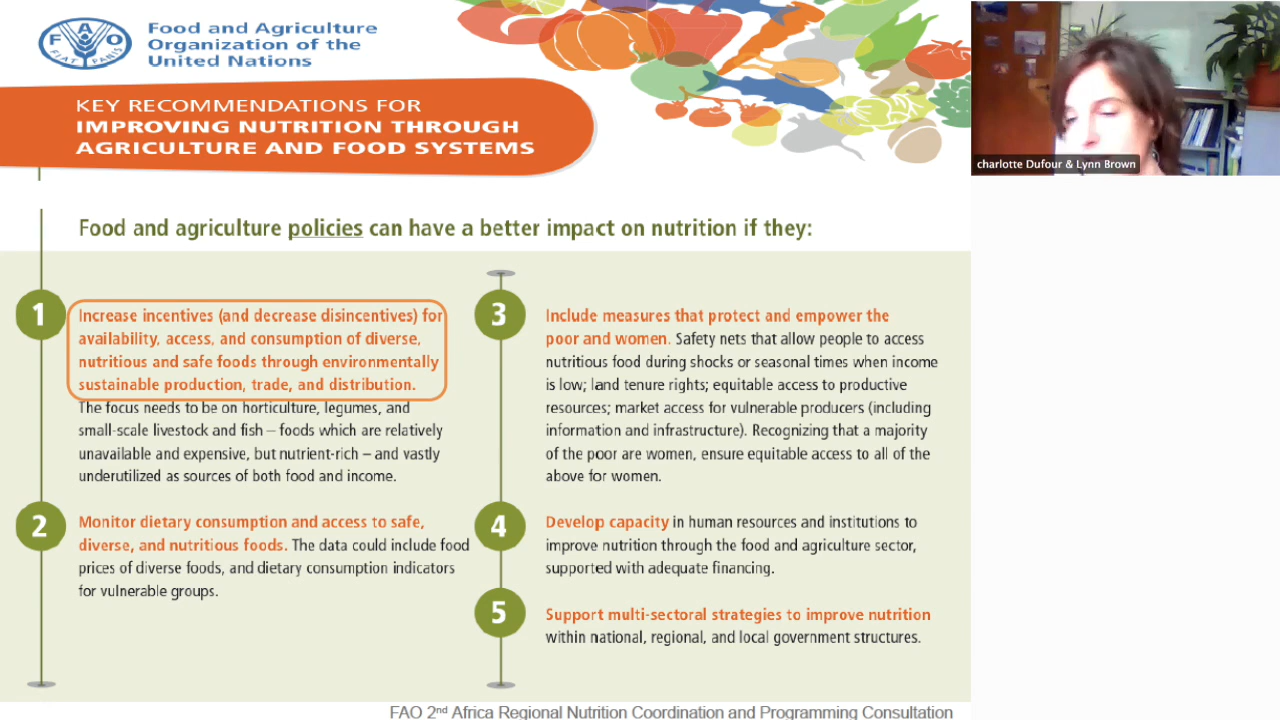 F A O
FIAT PANIS
Food and Agriculture
Organization of the
United Nations
KEY RECOMMENDATIONS FOR
IMPROVING NUTRITION THROUGH
AGRICULTURE AND FOOD SYSTEMS
Food and agriculture policies can have a better impact on nutrition if they:
1
Increase incentives (and decrease disincentives) for
availability, access, and consumption of diverse,
nutritious and safe foods through environmentally
sustainable production, trade, and distribution.
The focus needs to be on horticulture, legumes, and
small-scale livestock and fish – foods which are relatively
unavailable and expensive, but nutrient-rich – and vastly
underutilized as sources of both food and income.
2
Monitor dietary consumption and access to safe,
diverse, and nutritious foods. The data could include food
prices of diverse foods, and dietary consumption indicators
for vulnerable groups.
3
Include measures that protect and empower the
poor and women. Safety nets that allow people to access
nutritious food during shocks or seasonal times when income
is low; land tenure rights; equitable access to productive
resources; market access for vulnerable producers (including
information and infrastructure). Recognizing that a majority
of the poor are women, ensure equitable access to all of the
above for women.
4
Develop capacity in human resources and institutions to
improve nutrition through the food and agriculture sector,
supported with adequate financing.
5
Support multi-sectoral strategies to improve nutrition
within national, regional, and local government structures.
FAO 2nd Africa Regional Nutrition Coordination and Programming Consultation
charlotte Dufour & Lynn Brown